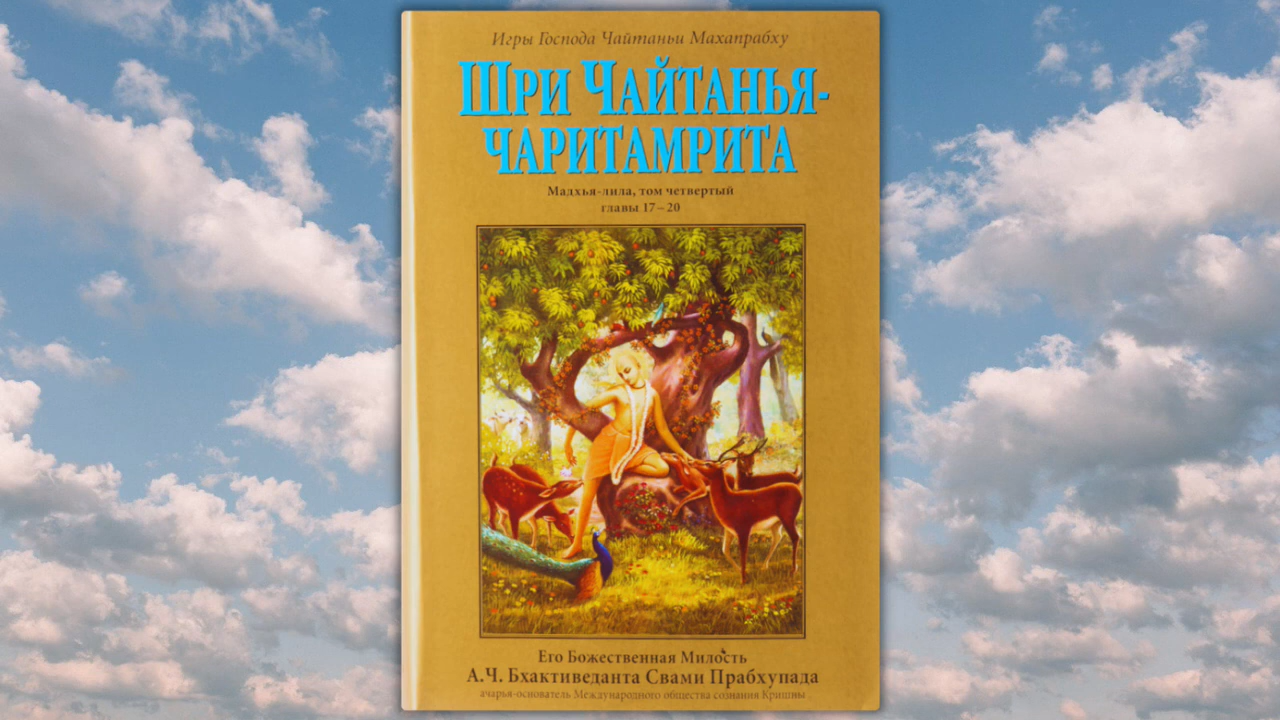 Игры Господа Чайтаньи Махапрабху
Шри Чайтанья-
чаритамрита
Мадхья-лила, том четвертый
главы 17–20
Его Божественная Милость
А.Ч. Бхактиведанта Свами Прабхупада
ачарья-основатель Международного общества сознания Кришны